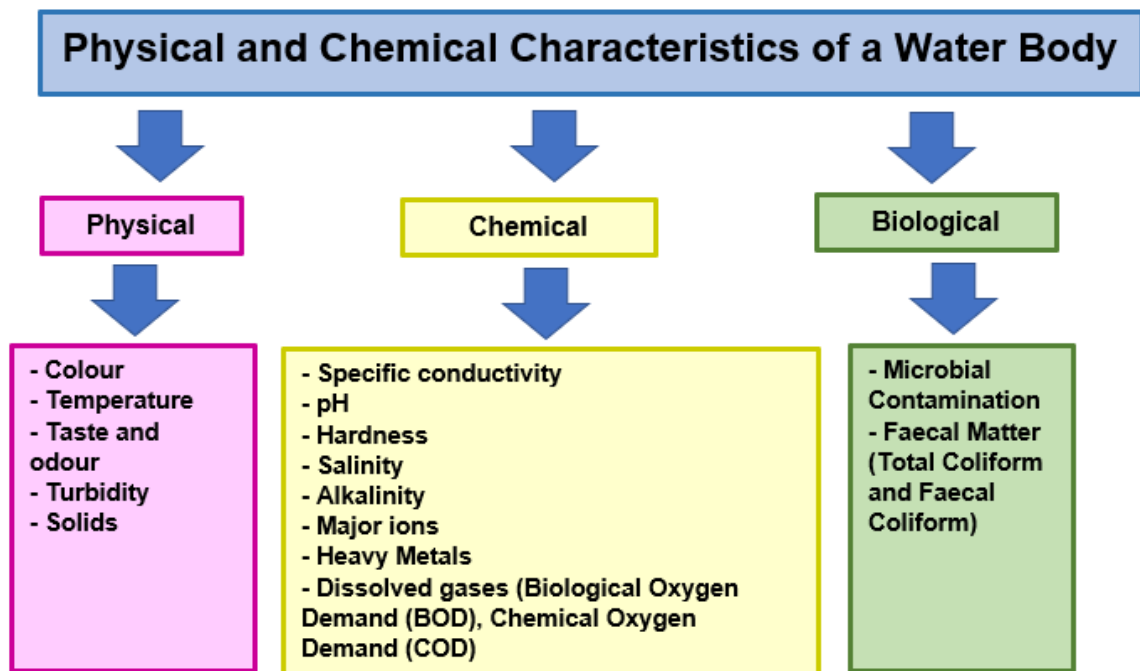 Physical and Chemical Characteristics of a Water Body
Physical
Chemical
Biological
- Colour
- Temperature
- Taste and
odour
- Turbidity
- Solids
- Specific conductivity
- pH
- Hardness
- Salinity
- Alkalinity
- Major ions
- Heavy Metals
- Dissolved gases (Biological Oxygen
Demand (BOD), Chemical Oxygen
Demand (COD)
- Microbial
Contamination
- Faecal Matter
(Total Coliform
and Faecal
Coliform)